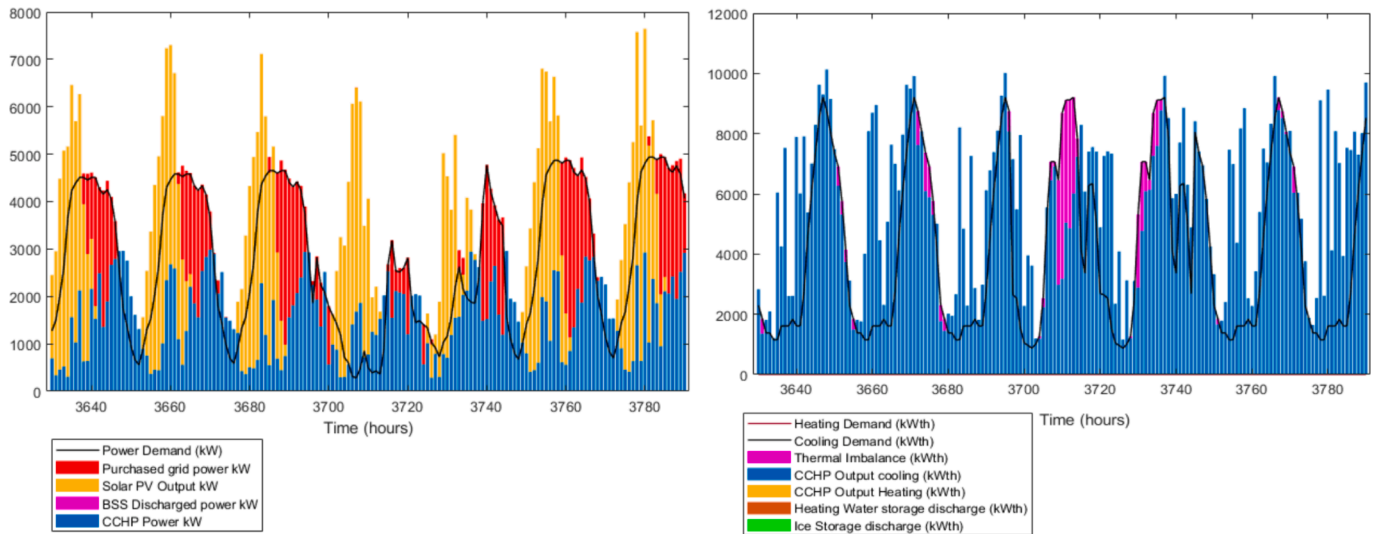 8000
7000
6000
5000
4000
3000
2000
1000
0
3640 3660 3680 3700 3720 3740 3760 3780
Time (hours)
Power Demand (kW)
Purchased grid power kW
Solar PV Output kW
BSS Discharged power kW
CCHP Power kW
12000
10000
8000
6000
4000
2000
0
3640 3660 3680 3700 3720 3740 3760 3780
Time (hours)
Heating Demand (kWth)
Cooling Demand (kWth)
Thermal Imbalance (kWth)
CCHP Output cooling (kWth)
CCHP Output Heating (kWth)
Heating Water storage discharge (kWth)
Ice Storage discharge (kWth)